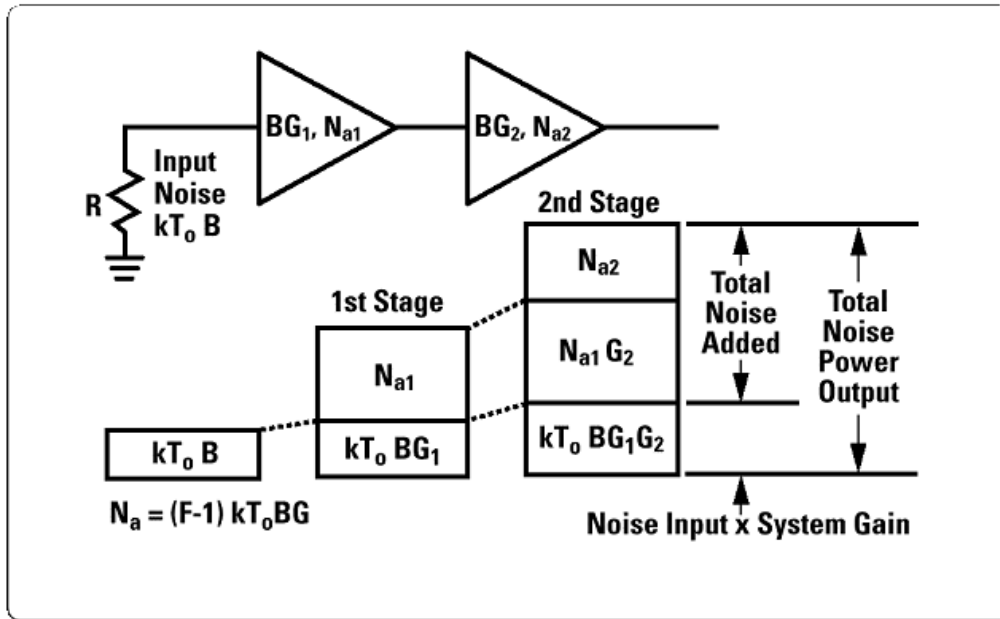 BG₁, Nₐ₁
BG₂, Nₐ₂
R
Input
Noise
kTₒ B
2nd Stage
Nₐ₂
Nₐ₁ G₂
kTₒ BG₁G₂
1st Stage
Nₐ₁
kTₒ BG₁
kTₒ B
Nₐ = (F-1) kTₒBG
Total
Noise
Added
Total
Noise
Power
Output
Noise Input x System Gain